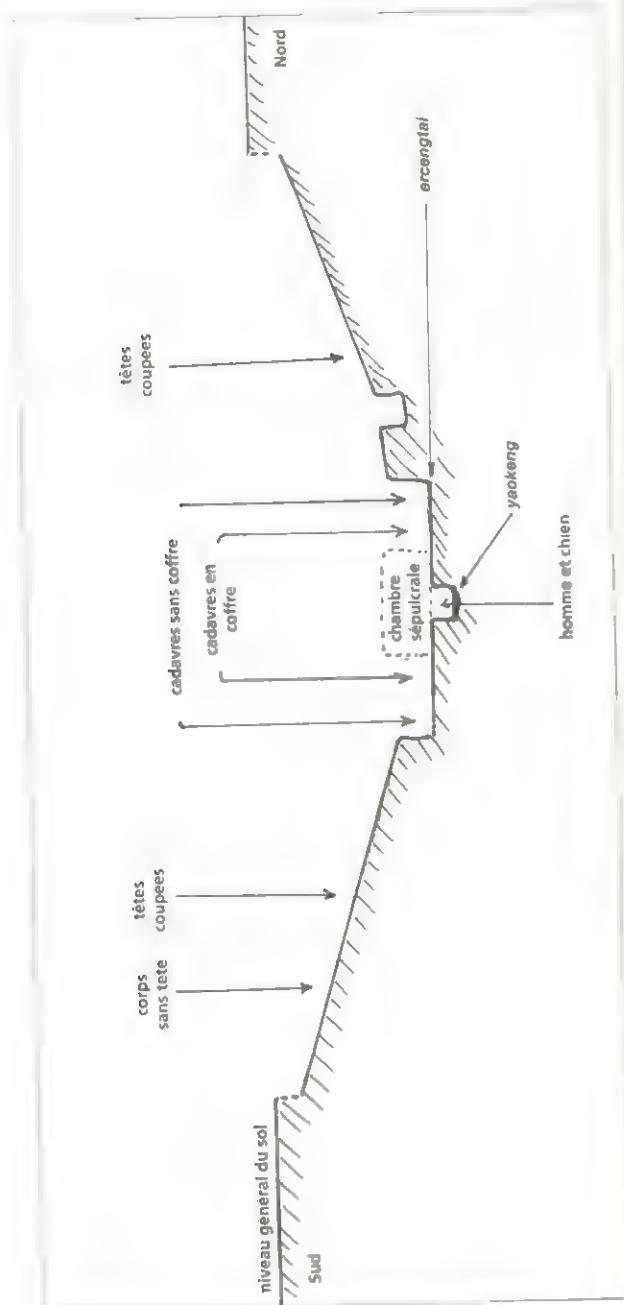 niveau général du sol
Sud
corps
sans tete
têtes
coupees
cadavres sans coffre
cadavres en
coffre
chambre
sépulcrale
têtes
coupees
Nord
ercengtai
yaokeng
homme et chien